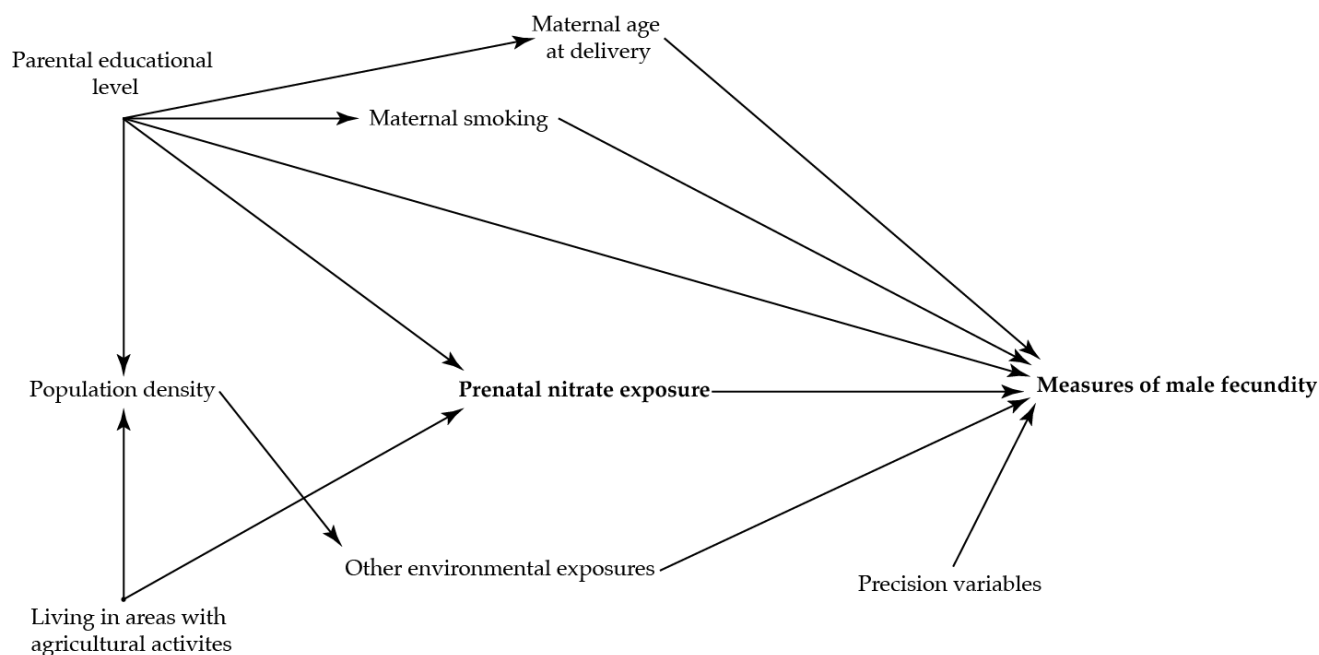 Maternal age
at delivery
Parental educational
level
Maternal smoking
Population density
Prenatal nitrate exposure
Measures of male fecundity
Other environmental exposures
Precision variables
Living in areas with
agricultural activites